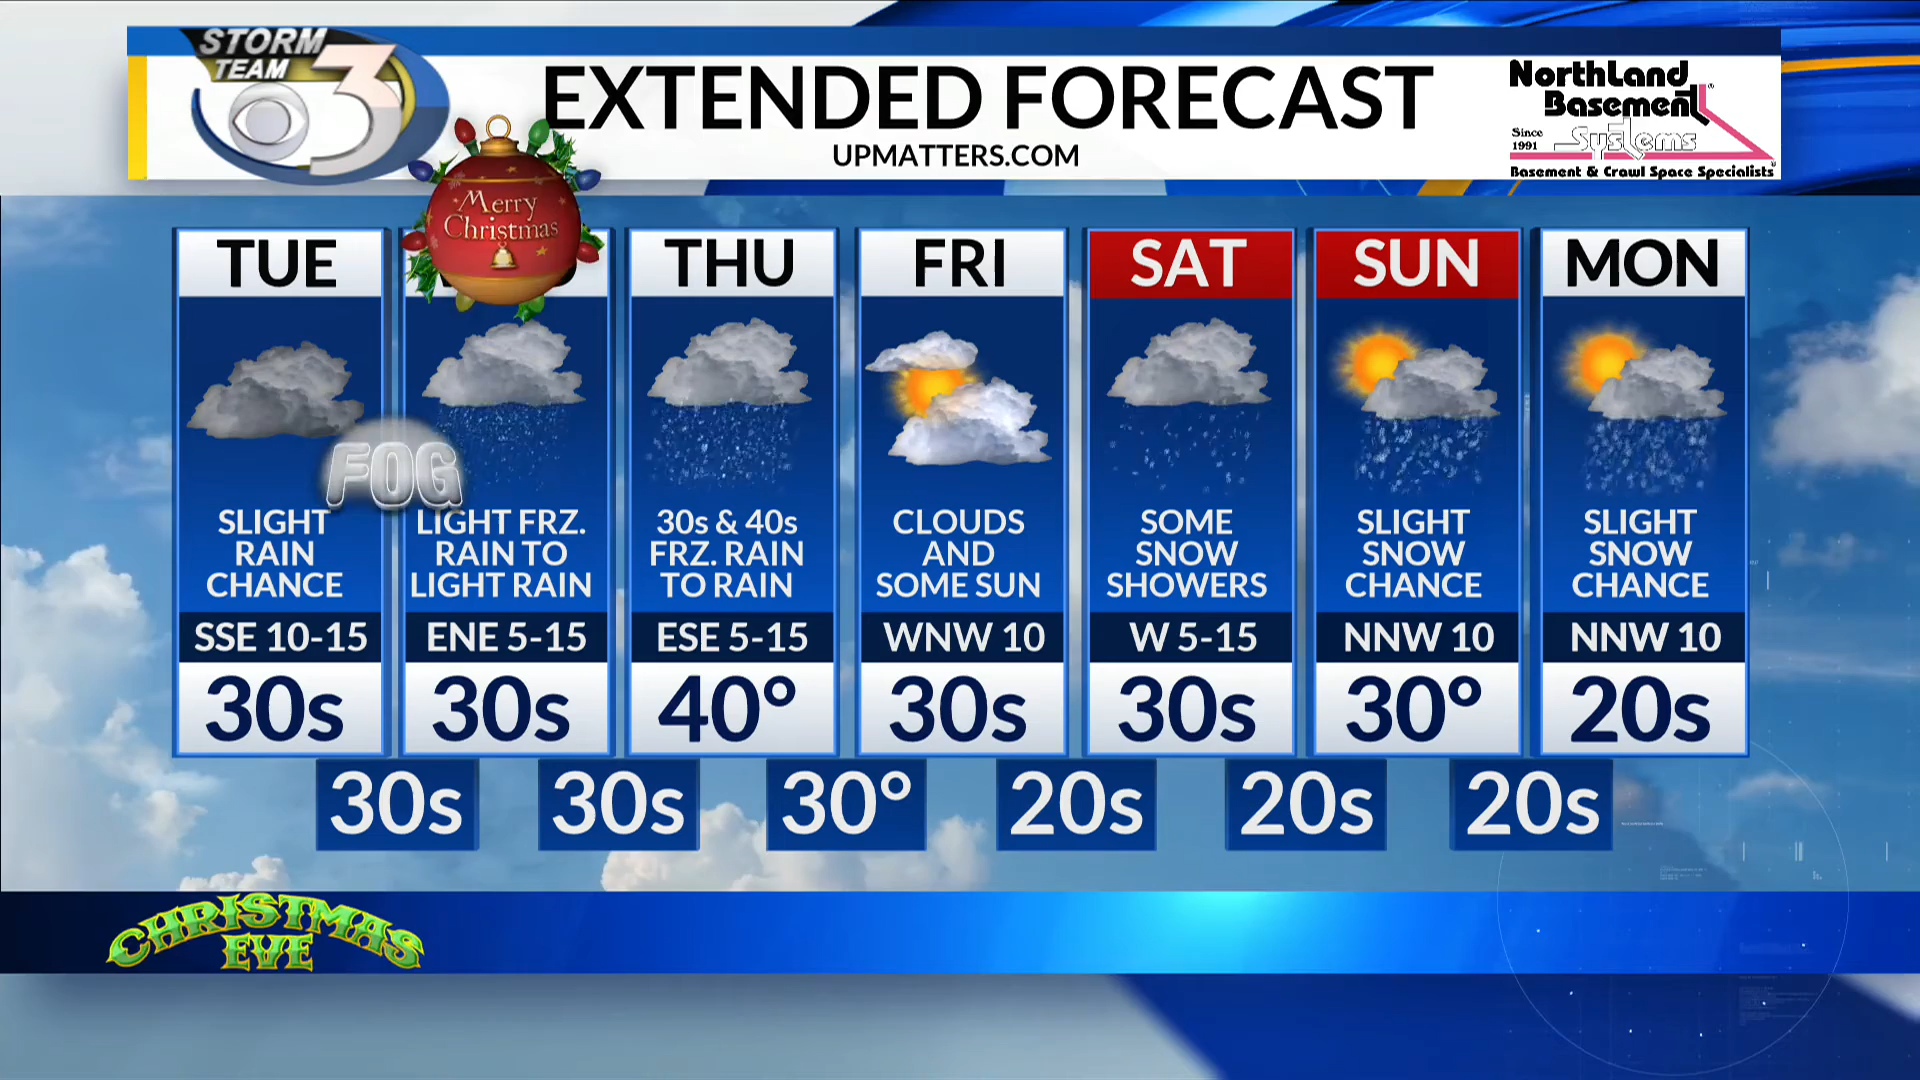 STORM
TEAM
3
EXTENDED FORECAST
UPMATTERS.COM
NorthLand
Basement
Systems
Since
1991
Basement & Crawl Space Specialists
Merry
Christmas
TUE
SLIGHT
RAIN
CHANCE
SSE 10-15
30s
FOG
LIGHT FRZ.
RAIN TO
LIGHT RAIN
ENE 5-15
30s
THU
30s & 40s
FRZ. RAIN
TO RAIN
ESE 5-15
40°
FRI
CLOUDS
AND
SOME SUN
WNW 10
30s
SAT
SOME
SNOW
SHOWERS
W 5-15
30s
SUN
SLIGHT
SNOW
CHANCE
NNW 10
30°
MON
SLIGHT
SNOW
CHANCE
NNW 10
20s
30s
30s
30°
20s
20s
20s
CHRISTMAS
EVE